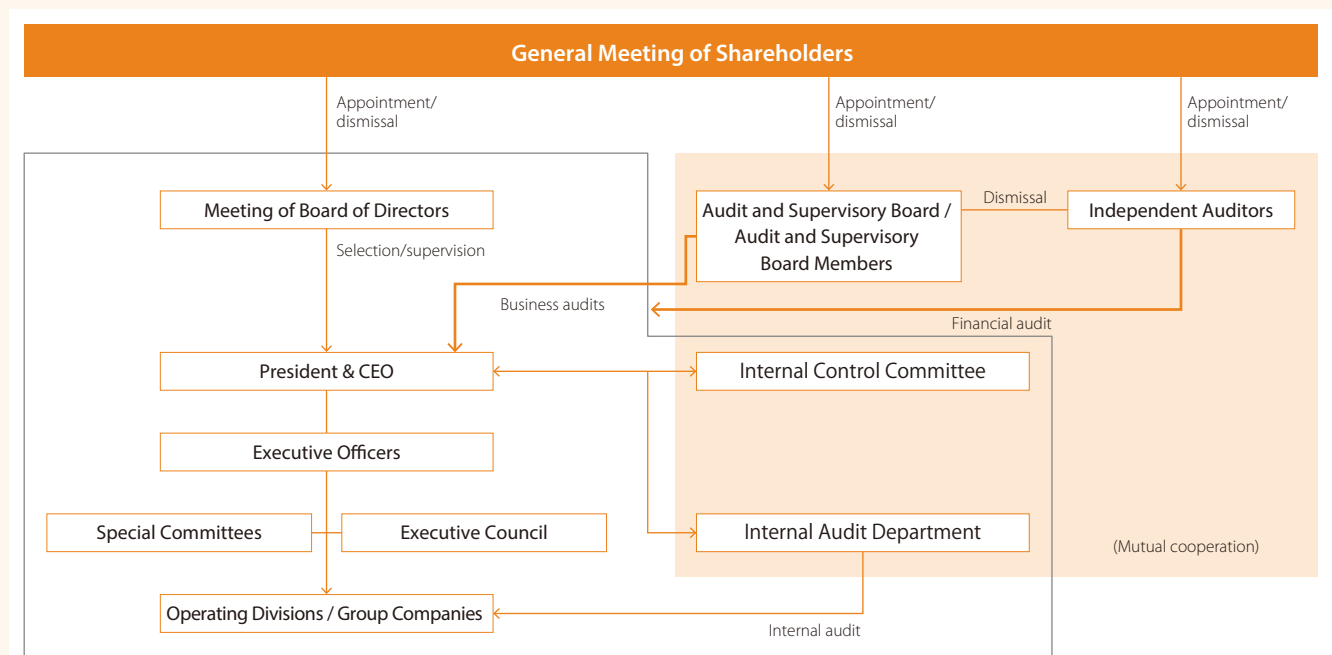 General Meeting of Shareholders
Appointment/
dismissal
Appointment/
dismissal
Appointment/
dismissal
Meeting of Board of Directors
Audit and Supervisory Board /
Audit and Supervisory
Board Members
Dismissal
Independent Auditors
Selection/supervision
Business audits
Financial audit
President & CEO
Internal Control Committee
Executive Officers
Special Committees
Executive Council
Internal Audit Department
(Mutual cooperation)
Operating Divisions / Group Companies
Internal audit